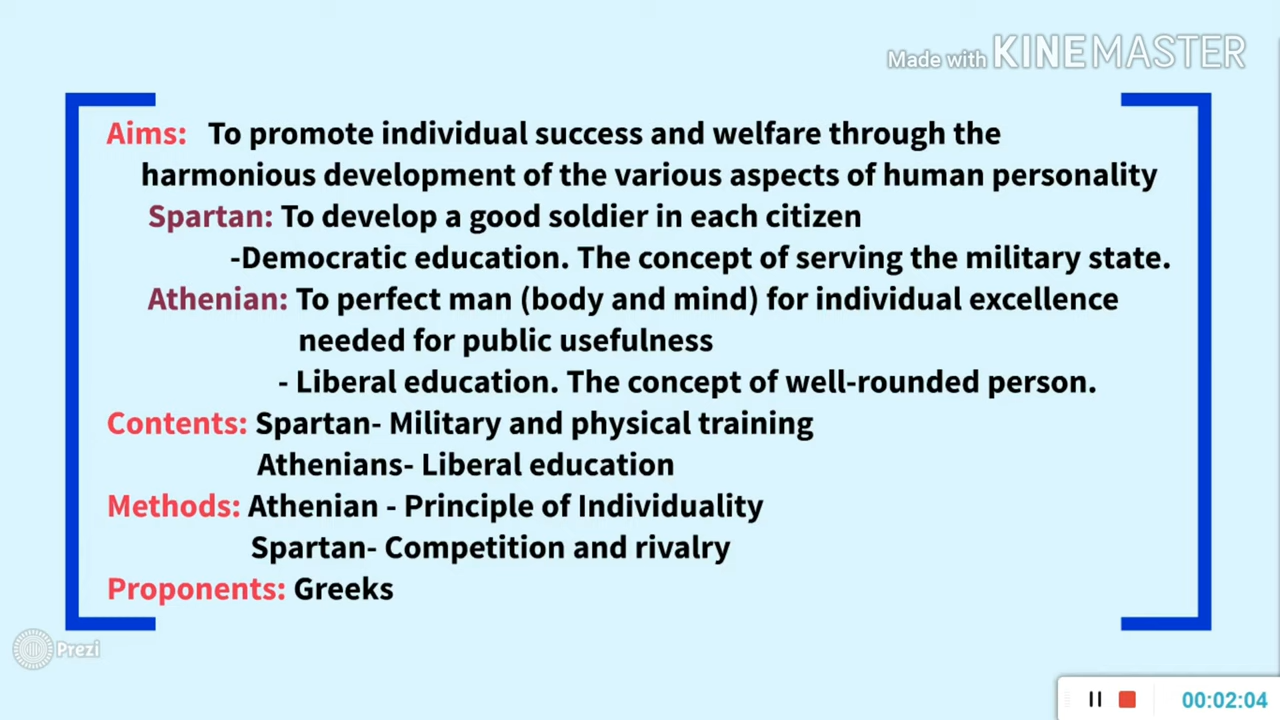 Made with KINEMASTER
Aims: To promote individual success and welfare through the
harmonious development of the various aspects of human personality
Spartan: To develop a good soldier in each citizen
-Democratic education. The concept of serving the military state.
Athenian: To perfect man (body and mind) for individual excellence
needed for public usefulness
- Liberal education. The concept of well-rounded person.
Contents: Spartan- Military and physical training
Athenians- Liberal education
Methods: Athenian - Principle of Individuality
Spartan- Competition and rivalry
Proponents: Greeks
Prezi
00:02:04